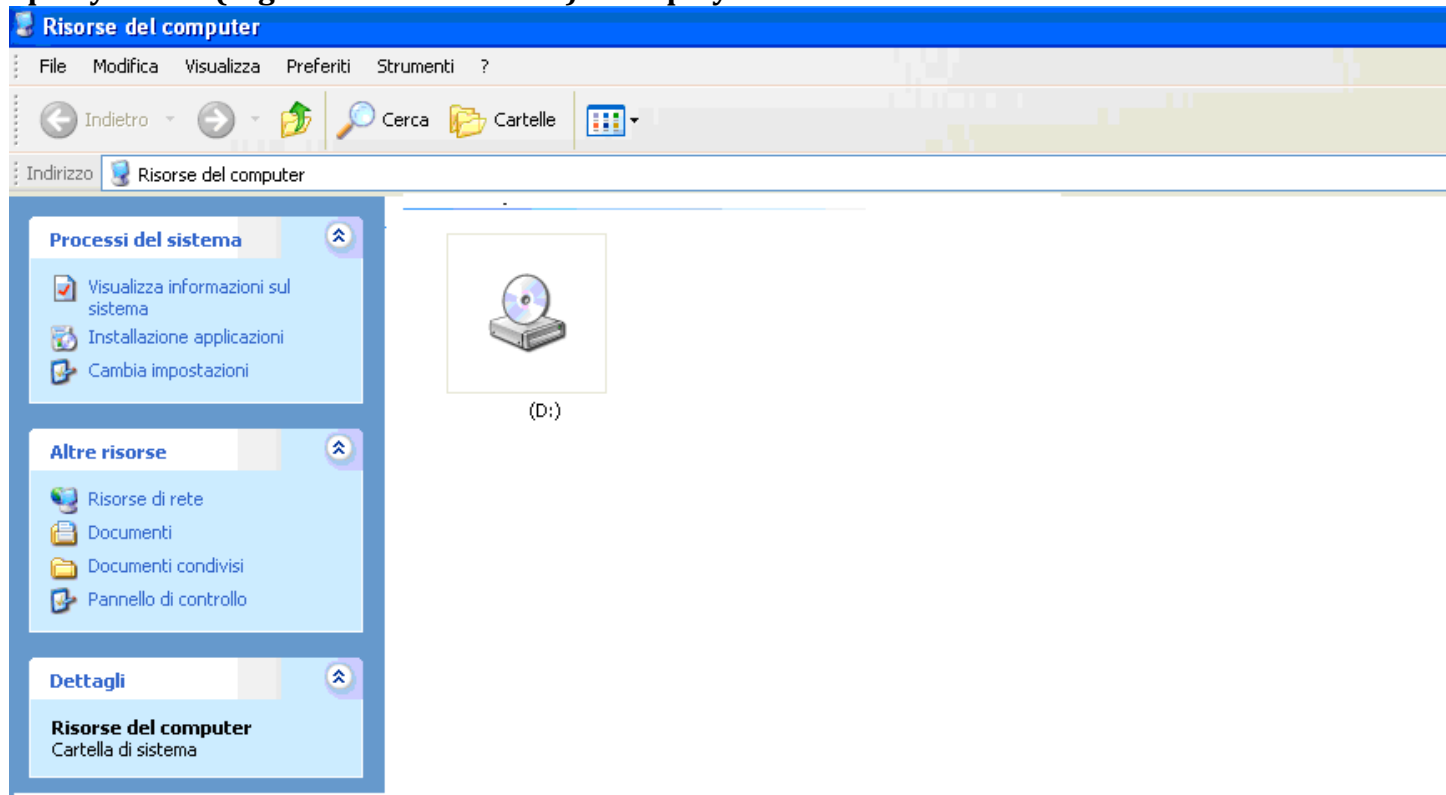 Risorse del computer
File Modifica Visualizza Preferiti Strumenti ?
Indietro Cerca Cartelle
Indirizzo Risorse del computer
Processi del sistema
Visualizza informazioni sul
sistema
Installazione applicazioni
Cambia impostazioni
(D:)
Altre risorse
Risorse di rete
Documenti
Documenti condivisi
Pannello di controllo
Dettagli
Risorse del computer
Cartella di sistema